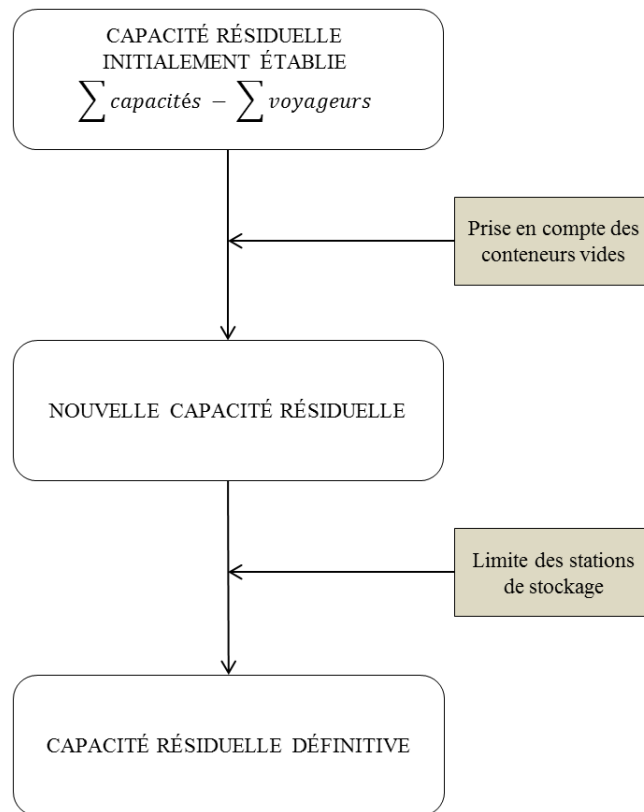 CAPACITÉ RÉSIDUELLE
INITIALEMENT ÉTABLIE
∑ capacités − ∑ voyageurs
Prise en compte des
conteneurs vides
NOUVELLE CAPACITÉ RÉSIDUELLE
Limite des stations
de stockage
CAPACITÉ RÉSIDUELLE DÉFINITIVE